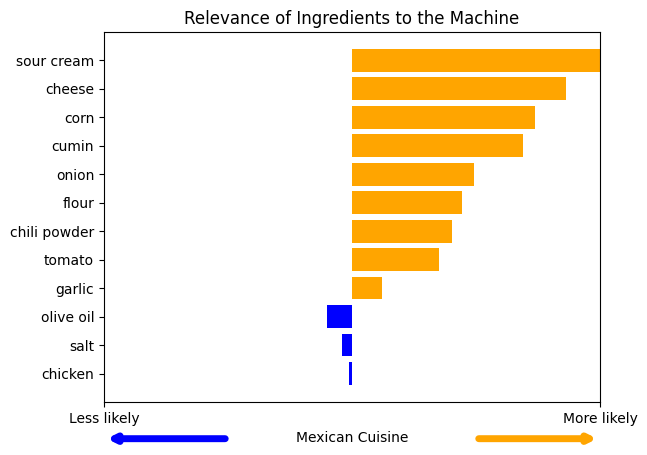 Relevance of Ingredients to the Machine
sour cream
cheese
corn
cumin
onion
flour
chili powder
tomato
garlic
olive oil
salt
chicken
Less likely
More likely
Mexican Cuisine